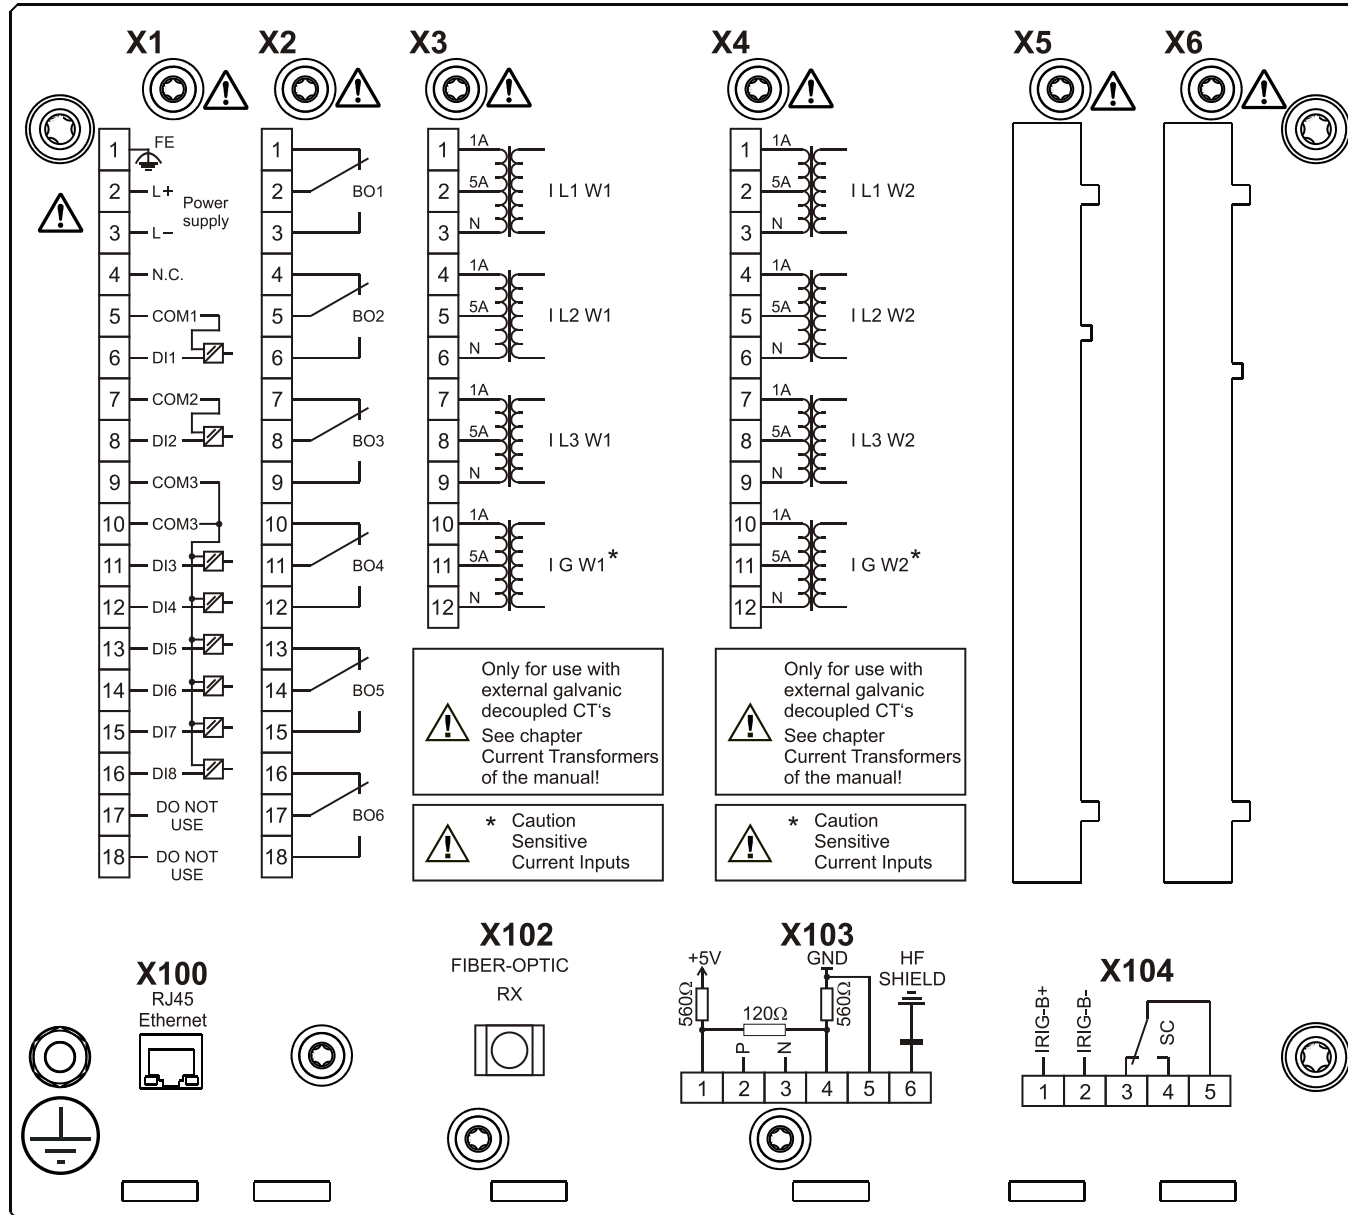 X1
X2
X3
X4
X5
X6
1
FE
2
L+
Power
supply
3
L−
4
N.C.
5
COM1
6
DI1
7
COM2
8
DI2
9
COM3
10
COM3
11
DI3
12
DI4
13
DI5
14
DI6
15
DI7
16
DI8
17
DO NOT
USE
18
DO NOT
USE
1
2
BO1
3
4
5
BO2
6
7
8
BO3
9
10
11
BO4
12
13
14
BO5
15
16
17
BO6
18
1
1A
2
5A
I L1 W1
3
N
4
1A
5
5A
I L2 W1
6
N
7
1A
8
5A
I L3 W1
9
N
10
1A
11
5A
I G W1*
12
N
Only for use with
external galvanic
decoupled CT‘s
See chapter
Current Transformers
of the manual!
* Caution
Sensitive
Current Inputs
1
1A
2
5A
I L1 W2
3
N
4
1A
5
5A
I L2 W2
6
N
7
1A
8
5A
I L3 W2
9
N
10
1A
11
5A
I G W2*
12
N
Only for use with
external galvanic
decoupled CT‘s
See chapter
Current Transformers
of the manual!
* Caution
Sensitive
Current Inputs
X100
RJ45
Ethernet
X102
FIBER-OPTIC
RX
X103
+5V
GND
HF
SHIELD
560Ω
120Ω
560Ω
P
N
1 2 3 4 5 6
X104
IRIG-B+
IRIG-B-
SC
1 2 3 4 5